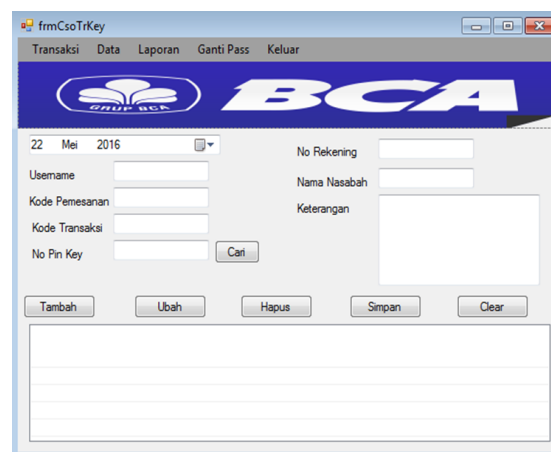 frmCsoTrKey
Transaksi Data Laporan Ganti Pass Keluar
GRUP BCA BCA
22 Mei 2016
No Rekening
Username
Nama Nasabah
Kode Pemesanan
Keterangan
Kode Transaksi
No Pin Key Cari
Tambah Ubah Hapus Simpan Clear